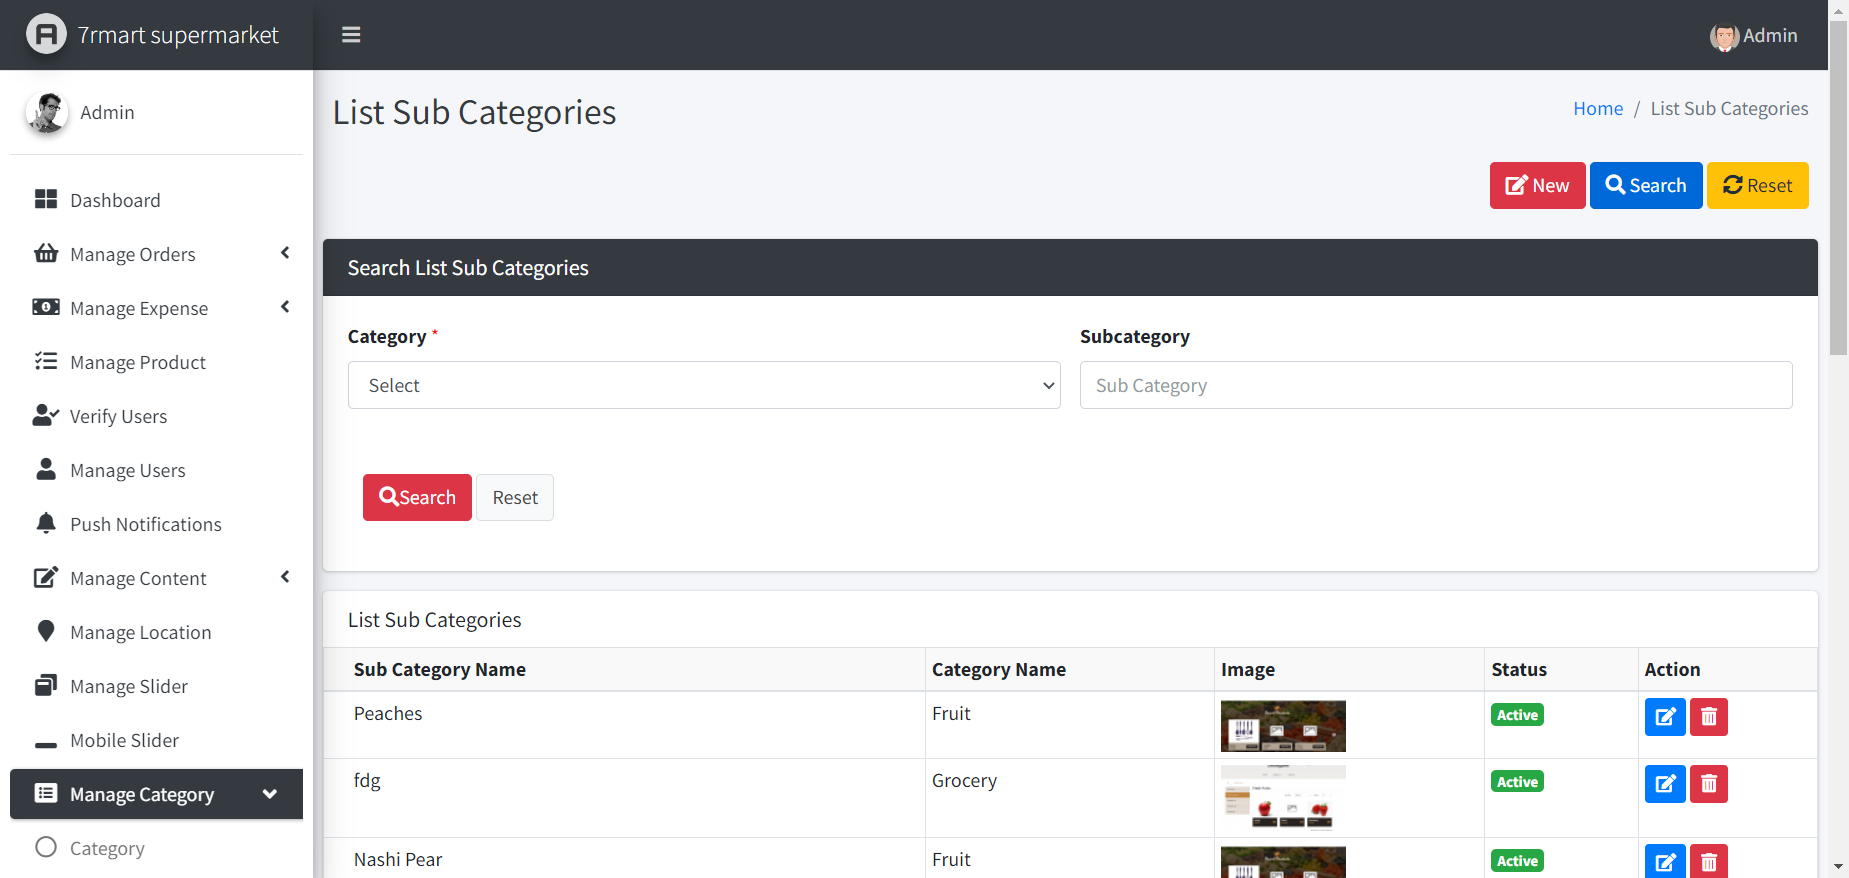 7rmart supermarket
Admin
Admin
List Sub Categories
Home / List Sub Categories
New
Search
Reset
Dashboard
Manage Orders
Manage Expense
Manage Product
Verify Users
Manage Users
Push Notifications
Manage Content
Manage Location
Manage Slider
Mobile Slider
Manage Category
Category
Search List Sub Categories
Category *
Subcategory
Select
Sub Category
Search
Reset
List Sub Categories
Sub Category Name Category Name Image Status Action
Peaches Fruit Active
fdg Grocery Active
Nashi Pear Fruit Active